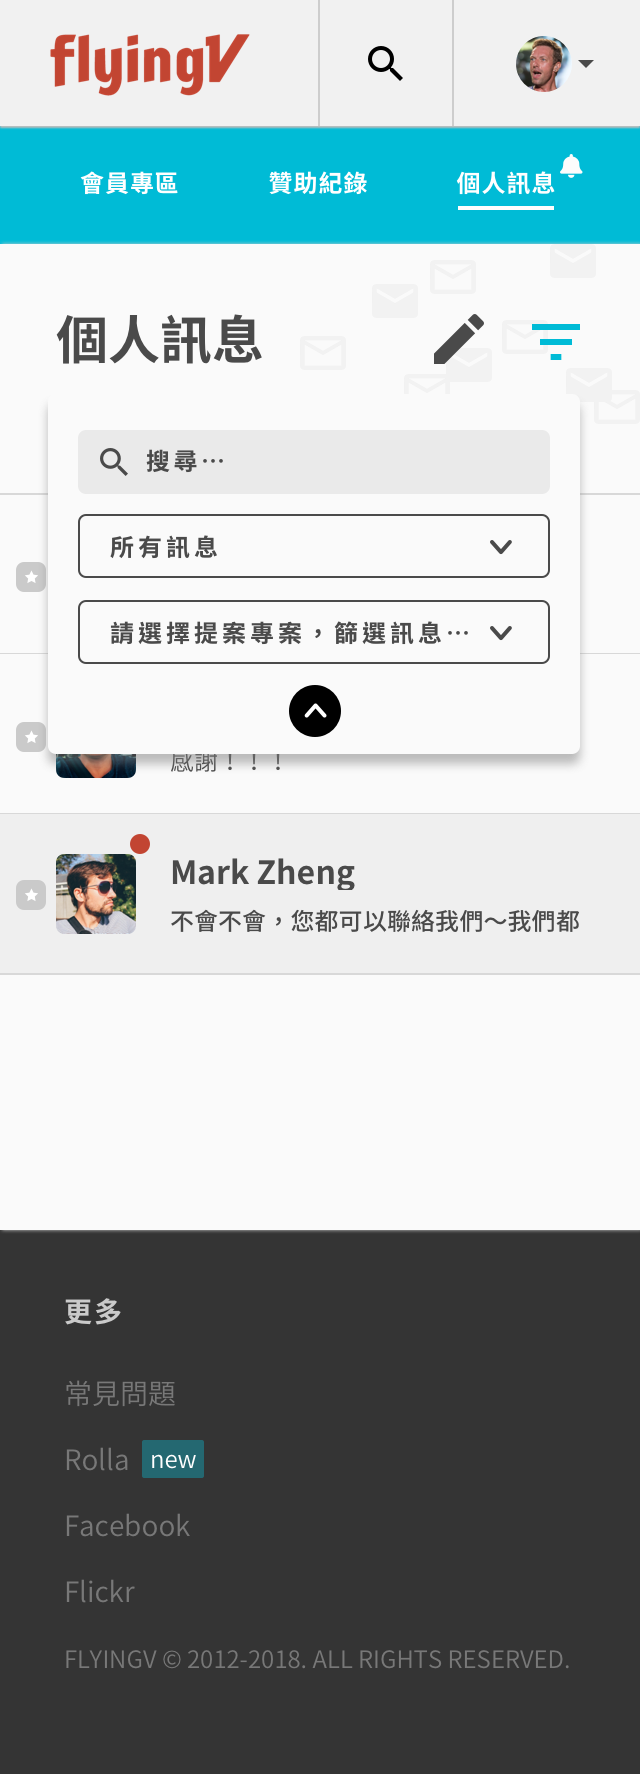 flyingV
會員專區
贊助紀錄
個人訊息
個人訊息
搜尋⋯
所有訊息
請選擇提案專案，篩選訊息⋯
感謝！！！
Mark Zheng
不會不會，您都可以聯絡我們～我們都
更多
常見問題
Rolla new
Facebook
Flickr
FLYINGV © 2012-2018. ALL RIGHTS RESERVED.